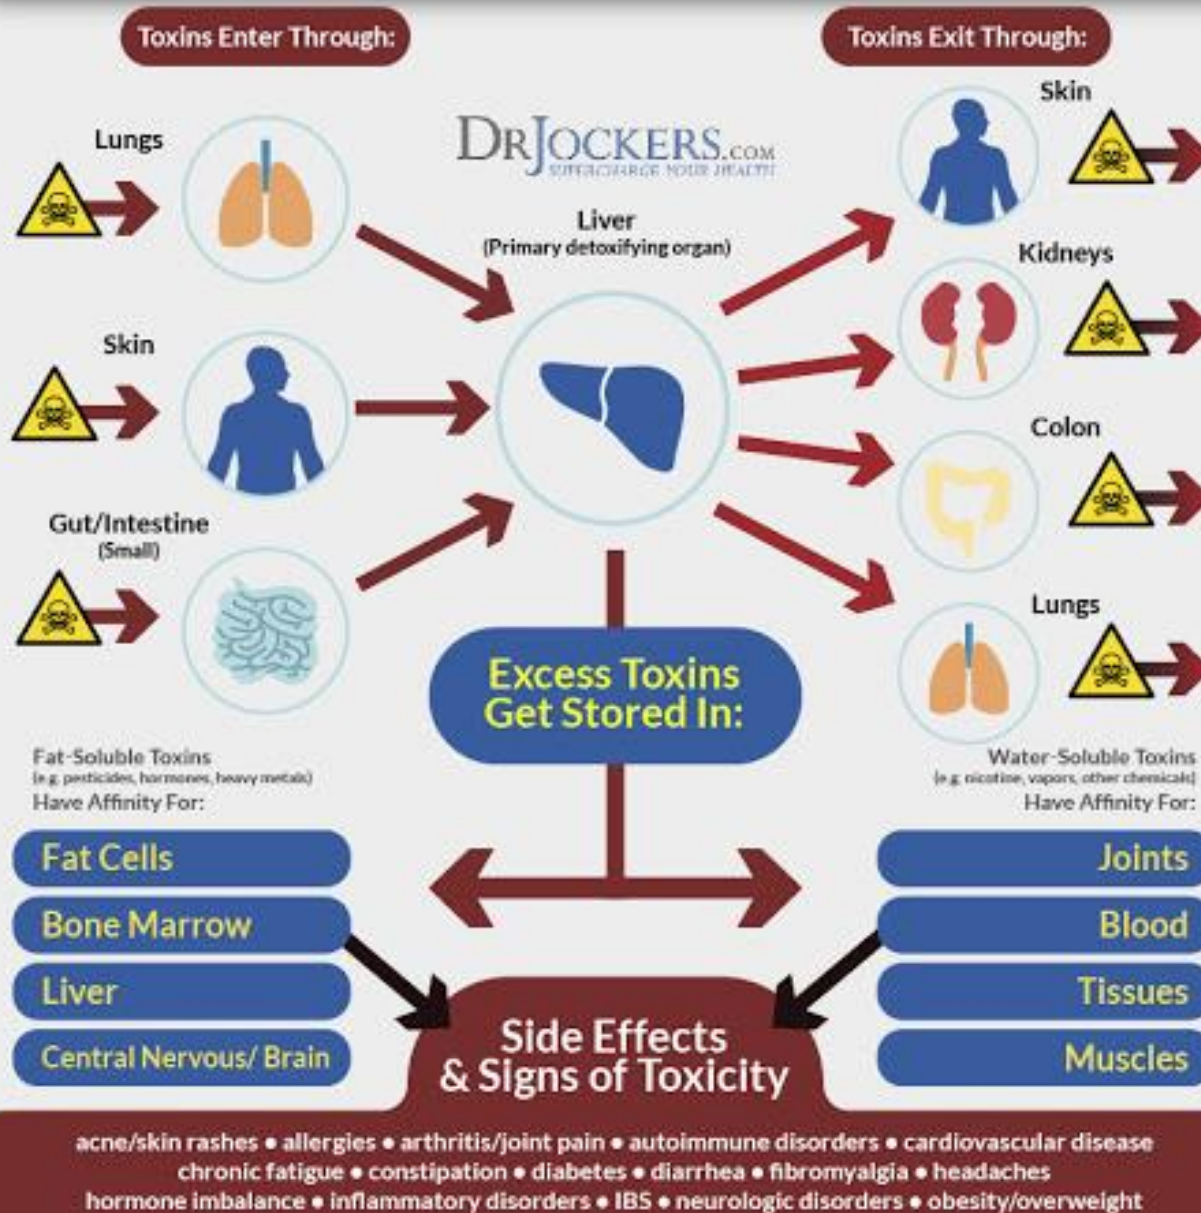 Toxins Enter Through:
Toxins Exit Through:
DRJOCKERS.COM
SUPERCHARGE YOUR HEALTH
Lungs
Skin
Gut/Intestine
(Small)
Liver
(Primary detoxifying organ)
Skin
Kidneys
Colon
Lungs
Excess Toxins
Get Stored In:
Fat-Soluble Toxins
(e.g. pesticides, hormones, heavy metals)
Have Affinity For:
Fat Cells
Bone Marrow
Liver
Central Nervous/ Brain
Water-Soluble Toxins
(e.g. nicotine, vapors, other chemicals)
Have Affinity For:
Joints
Blood
Tissues
Muscles
Side Effects
& Signs of Toxicity
acne/skin rashes • allergies • arthritis/joint pain • autoimmune disorders • cardiovascular disease
chronic fatigue • constipation • diabetes • diarrhea • fibromyalgia • headaches
hormone imbalance • inflammatory disorders • IBS • neurologic disorders • obesity/overweight